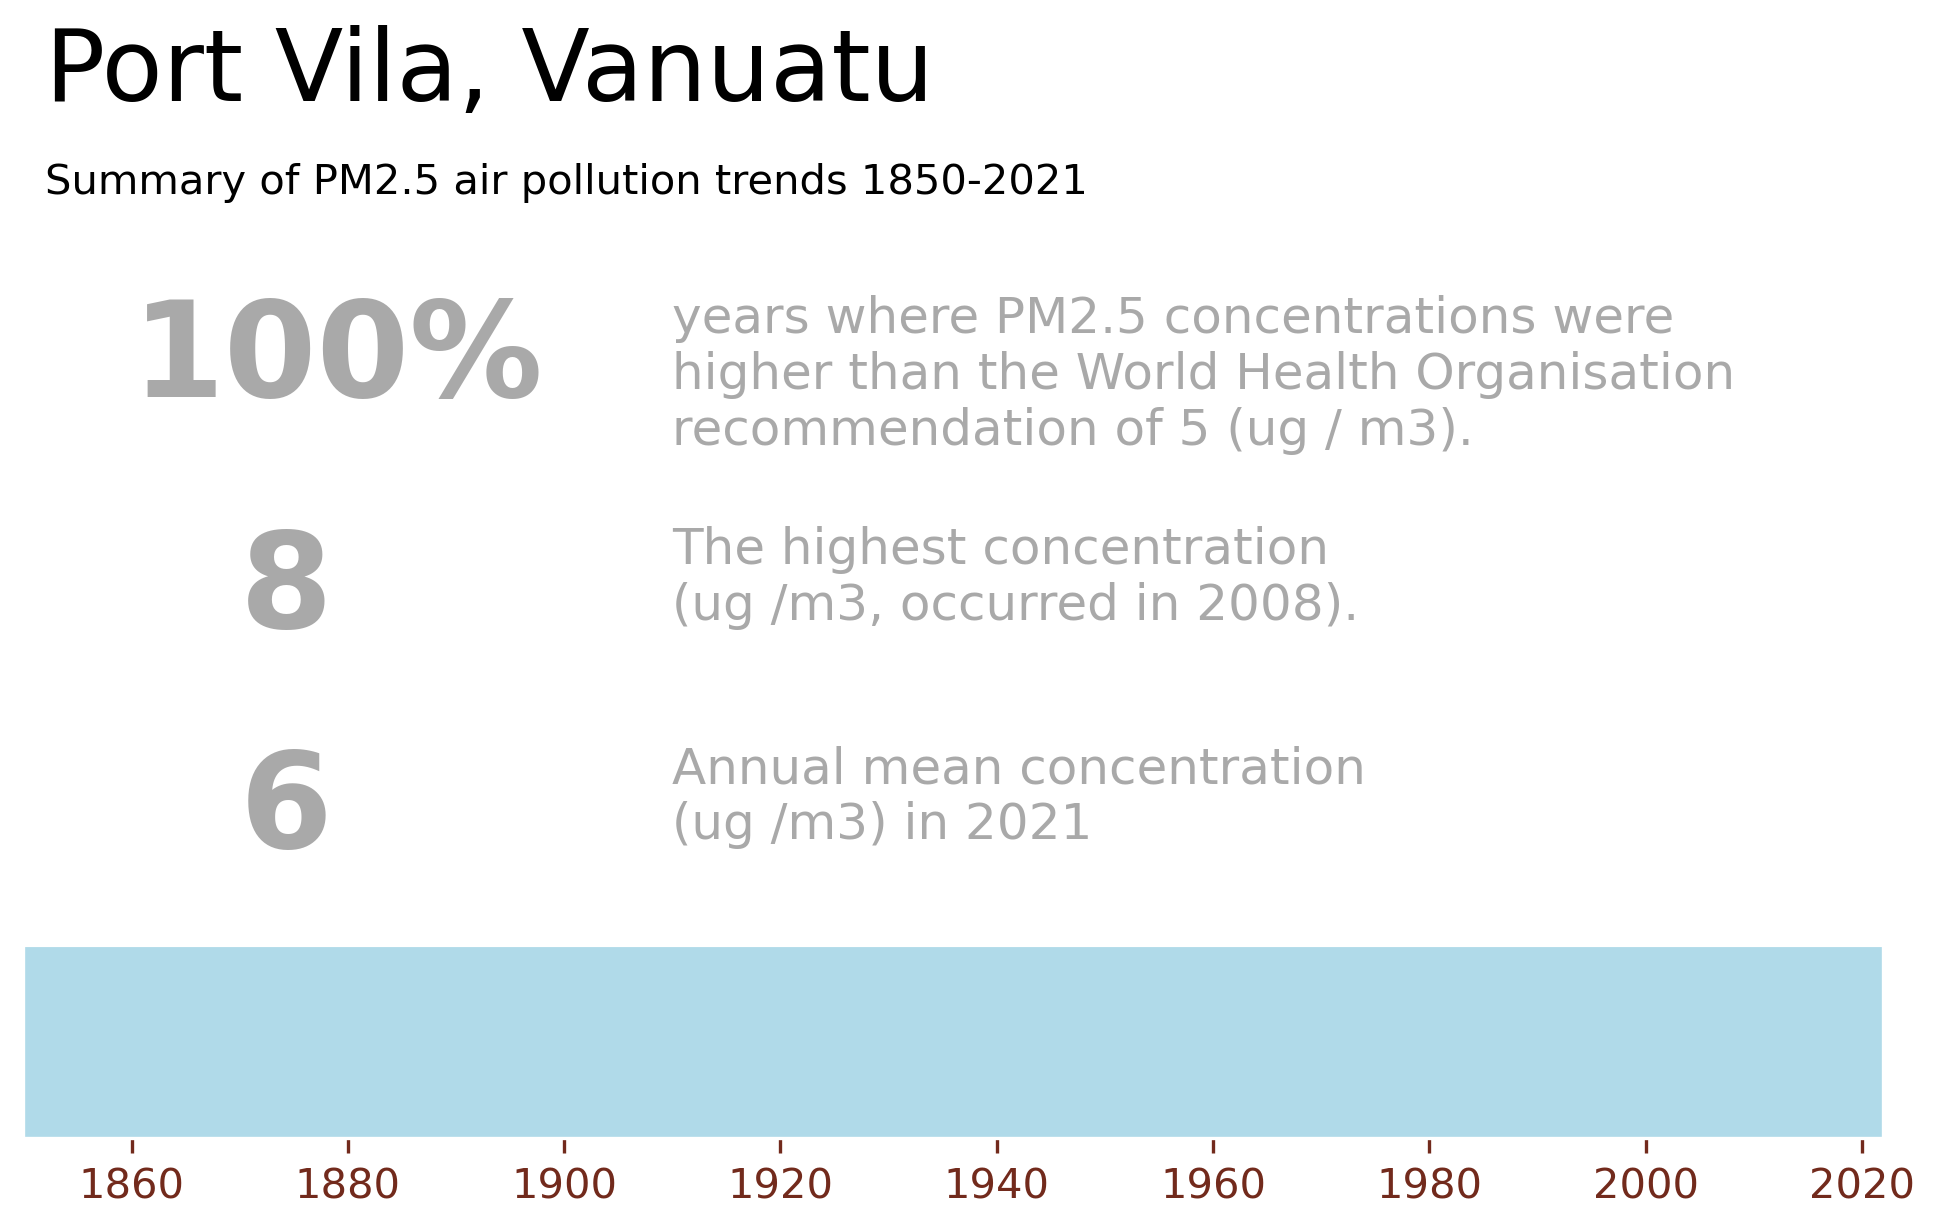 Port Vila, Vanuatu
Summary of PM2.5 air pollution trends 1850-2021
100%
years where PM2.5 concentrations were
higher than the World Health Organisation
recommendation of 5 (ug / m3).
8
The highest concentration
(ug /m3, occurred in 2008).
6
Annual mean concentration
(ug /m3) in 2021
1860 1880 1900 1920 1940 1960 1980 2000 2020